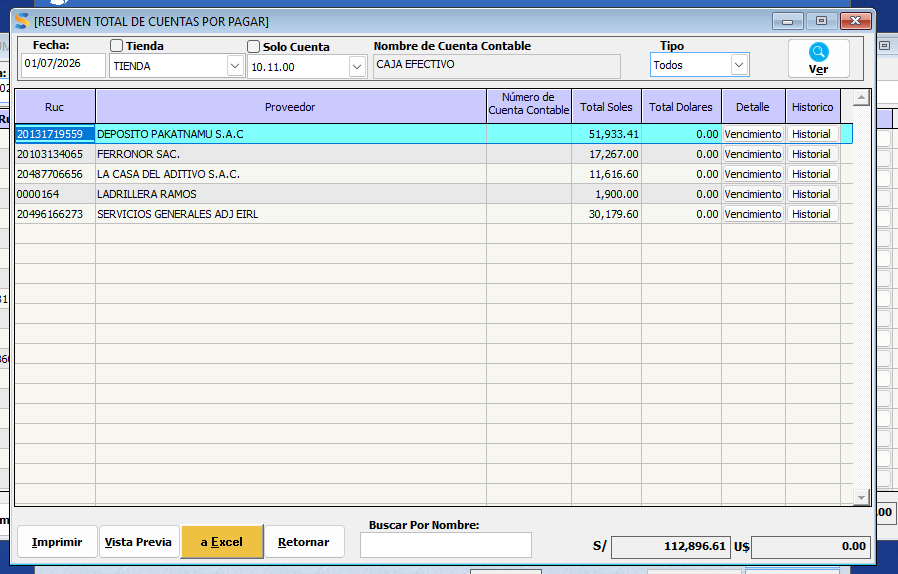 [RESUMEN TOTAL DE CUENTAS POR PAGAR]
Fecha: Tienda Solo Cuenta Nombre de Cuenta Contable Tipo
01/07/2026 TIENDA 10.11.00 CAJA EFECTIVO Todos Ver
Ruc Proveedor Número de Cuenta Contable Total Soles Total Dolares Detalle Historico
20131719559 DEPOSITO PAKATNAMU S.A.C 51,933.41 0.00 Vencimiento Historial
20103134065 FERRONOR SAC. 17,267.00 0.00 Vencimiento Historial
20487706656 LA CASA DEL ADITIVO S.A.C. 11,616.60 0.00 Vencimiento Historial
0000164 LADRILLERA RAMOS 1,900.00 0.00 Vencimiento Historial
20496166273 SERVICIOS GENERALES ADJ EIRL 30,179.60 0.00 Vencimiento Historial
Imprimir Vista Previa a Excel Retornar Buscar Por Nombre:
S/ 112,896.61 U$ 0.00